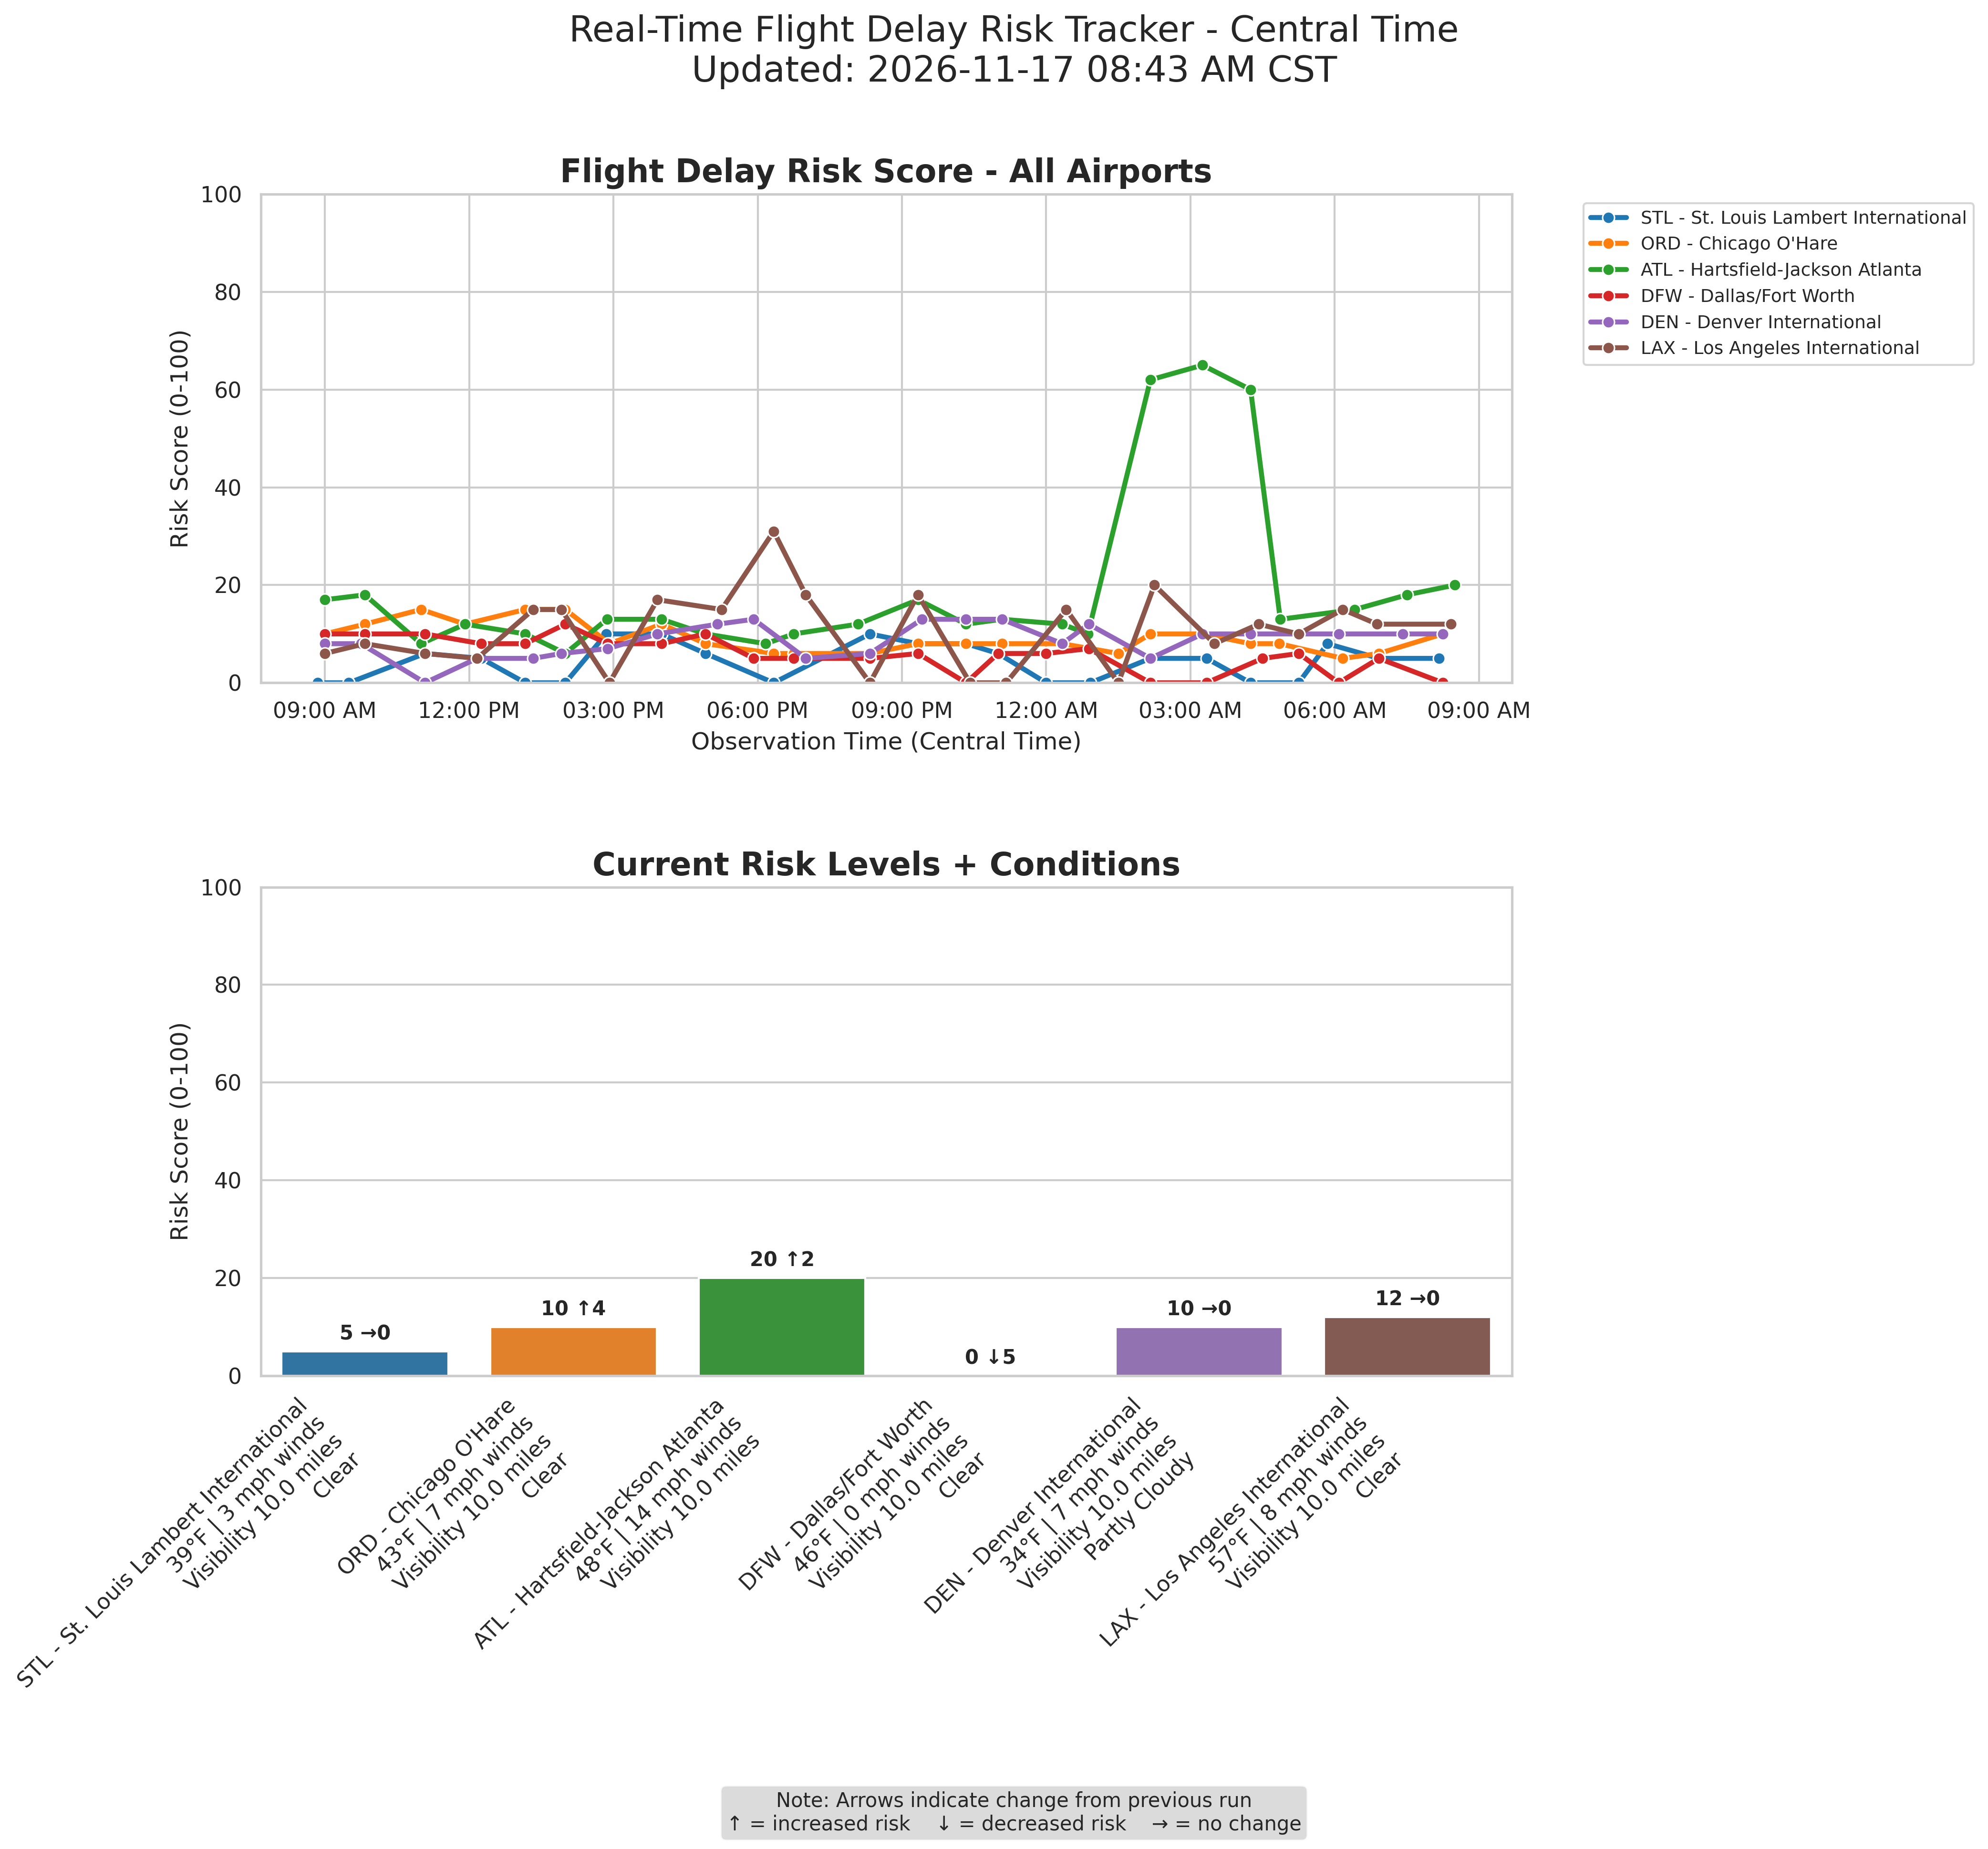 Real-Time Flight Delay Risk Tracker - Central Time
Updated: 2026-11-17 08:43 AM CST
Flight Delay Risk Score - All Airports
100
80
60
40
20
0
Risk Score (0-100)
09:00 AM
12:00 PM
03:00 PM
06:00 PM
09:00 PM
12:00 AM
03:00 AM
06:00 AM
09:00 AM
Observation Time (Central Time)
STL - St. Louis Lambert International
ORD - Chicago O'Hare
ATL - Hartsfield-Jackson Atlanta
DFW - Dallas/Fort Worth
DEN - Denver International
LAX - Los Angeles International
Current Risk Levels + Conditions
100
80
60
40
20
0
Risk Score (0-100)
5 →0
10 ↑4
20 ↑2
0 ↓5
10 →0
12 →0
STL - St. Louis Lambert International
39°F | 3 mph winds
Visibility 10.0 miles
Clear
ORD - Chicago O'Hare
43°F | 7 mph winds
Visibility 10.0 miles
Clear
ATL - Hartsfield-Jackson Atlanta
48°F | 14 mph winds
Visibility 10.0 miles
DFW - Dallas/Fort Worth
46°F | 0 mph winds
Visibility 10.0 miles
Clear
DEN - Denver International
34°F | 7 mph winds
Visibility 10.0 miles
Partly Cloudy
LAX - Los Angeles International
57°F | 8 mph winds
Visibility 10.0 miles
Clear
Note: Arrows indicate change from previous run
↑ = increased risk ↓ = decreased risk → = no change